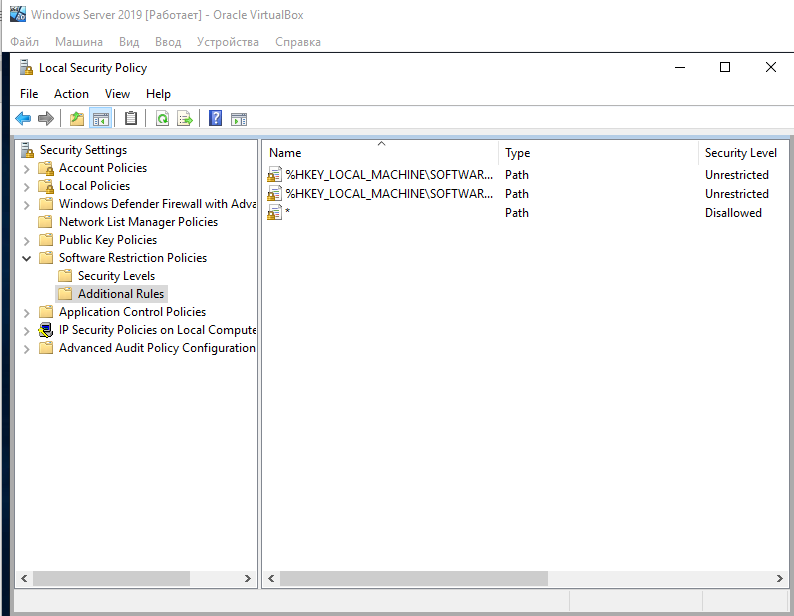 Windows Server 2019 [Работает] - Oracle VirtualBox
Файл Машина Вид Ввод Устройства Справка
Local Security Policy
File Action View Help
Security Settings
Account Policies
Local Policies
Windows Defender Firewall with Adva
Network List Manager Policies
Public Key Policies
Software Restriction Policies
Security Levels
Additional Rules
Application Control Policies
IP Security Policies on Local Compute
Advanced Audit Policy Configuration
Name Type Security Level
%HKEY_LOCAL_MACHINE\SOFTWAR... Path Unrestricted
%HKEY_LOCAL_MACHINE\SOFTWAR... Path Unrestricted
* Path Disallowed